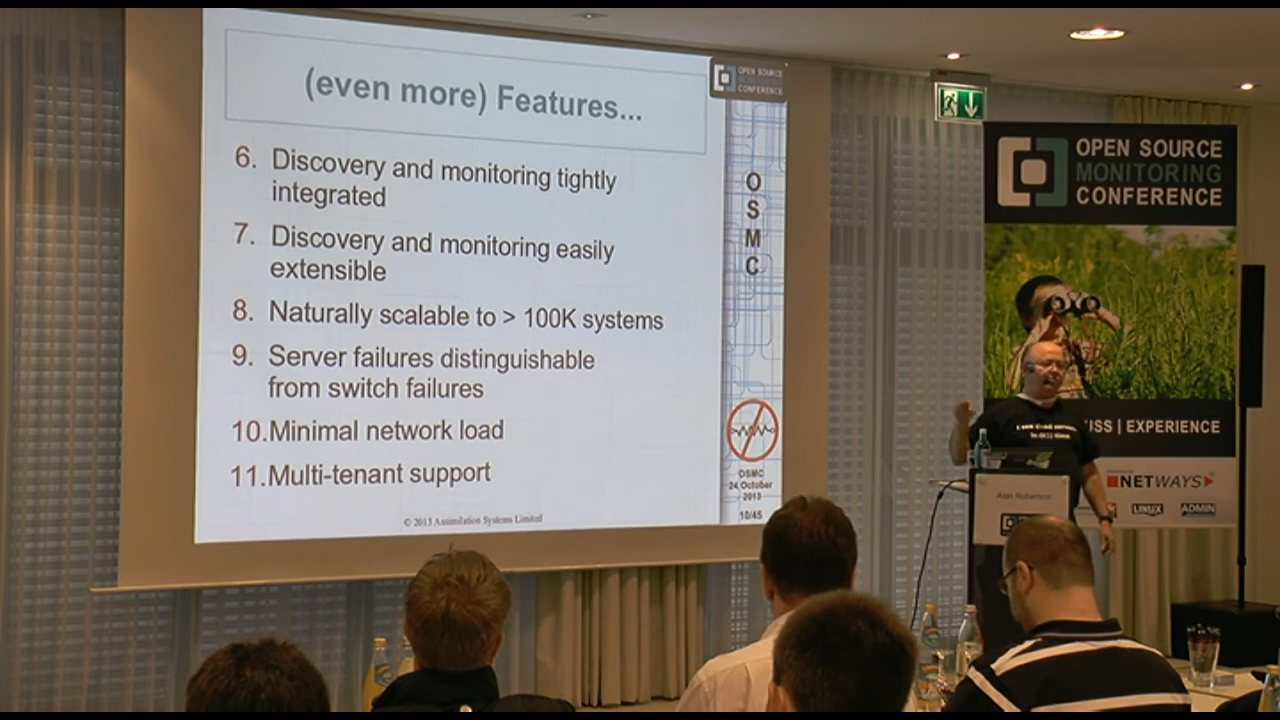 (even more) Features...
6. Discovery and monitoring tightly
integrated
7. Discovery and monitoring easily
extensible
8. Naturally scalable to > 100K systems
9. Server failures distinguishable
from switch failures
10. Minimal network load
11. Multi-tenant support
© 2013 Assimilation Systems Limited
OPEN SOURCE
MONITORING
CONFERENCE
O
S
M
C
OSMC
24 October
2013
10/45
OPEN SOURCE
MONITORING
CONFERENCE
USS | EXPERIENCE
NETWAYS
LINUX
ADMIN
Alan Robertson